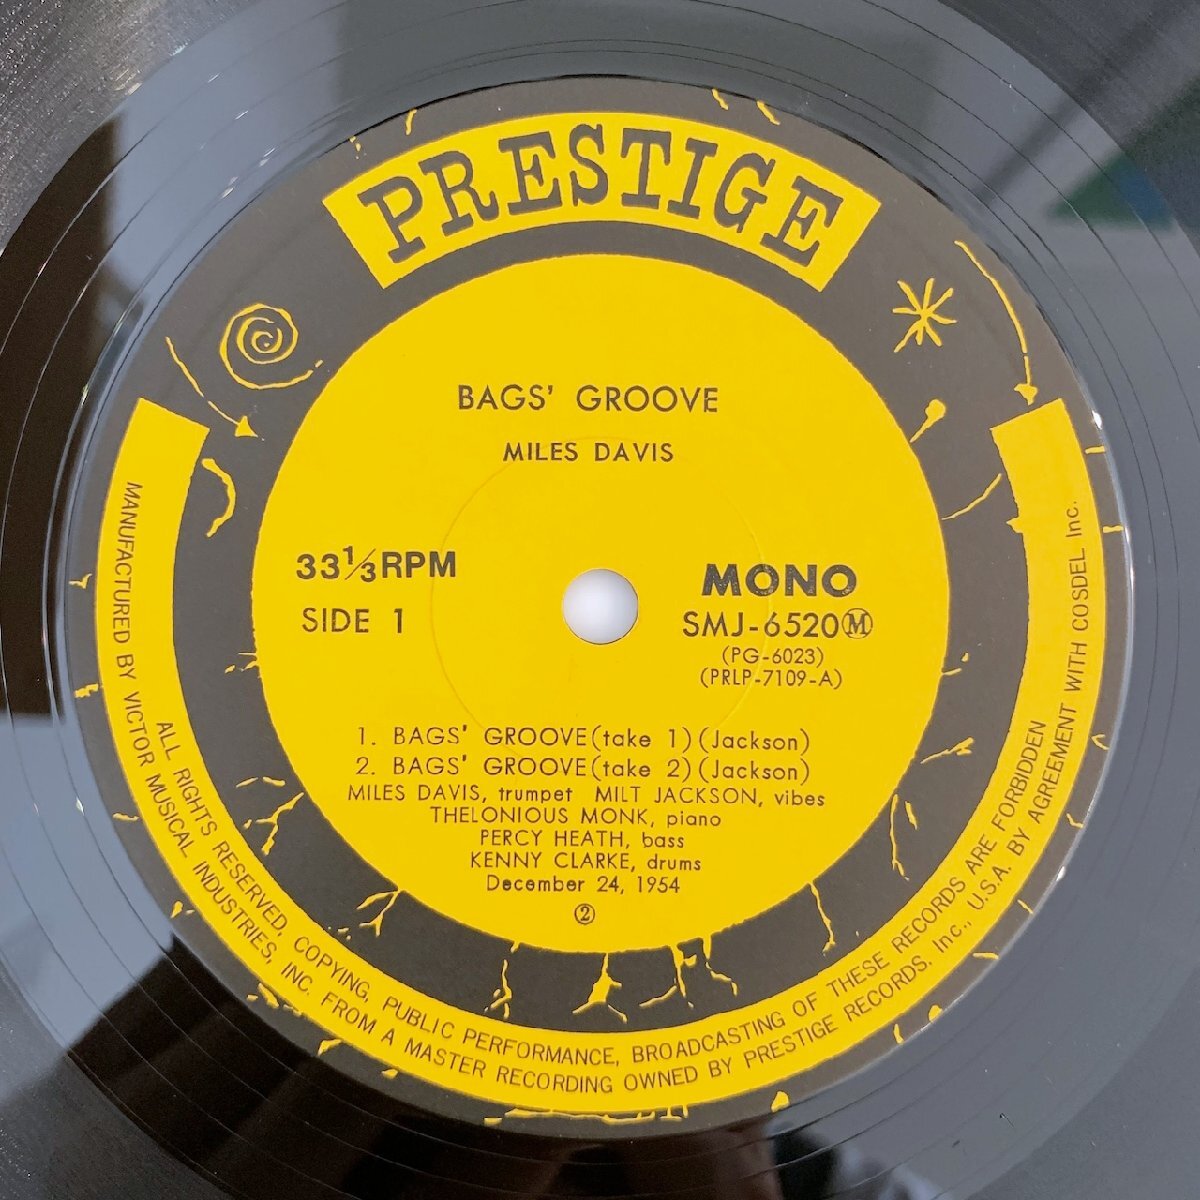 PRESTIGE
BAGS' GROOVE
MILES DAVIS
33⅓RPM
SIDE 1
MONO
SMJ-6520Ⓜ
(PG-6023)
(PRLP-7109-A)
1. BAGS' GROOVE(take 1)(Jackson)
2. BAGS' GROOVE(take 2)(Jackson)
MILES DAVIS, trumpet MILT JACKSON, vibes
THELONIOUS MONK, piano
PERCY HEATH, bass
KENNY CLARKE, drums
December 24, 1954
②
ALL RIGHTS RESERVED, COPYING, PUBLIC PERFORMANCE, BROADCASTING OF THESE RECORDS ARE FORBIDDEN
MANUFACTURED BY VICTOR MUSICAL INDUSTRIES, INC. FROM A MASTER RECORDING OWNED BY PRESTIGE RECORDS. Inc., U.S.A. BY AGREEMENT WITH COSDEL Inc.